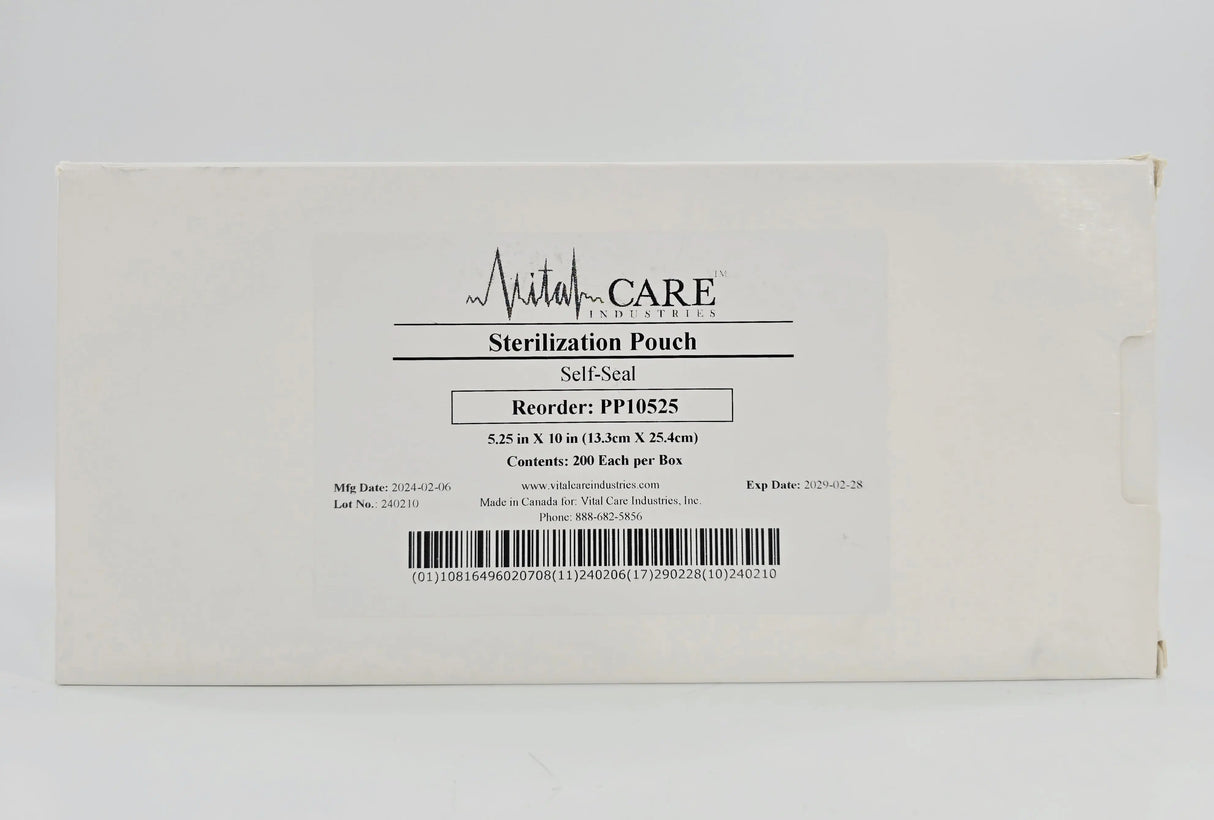 Vital CARE™
INDUSTRIES
Sterilization Pouch
Self-Seal
Reorder: PP10525
5.25 in X 10 in (13.3cm X 25.4cm)
Contents: 200 Each per Box
Mfg Date: 2024-02-06
Lot No.: 240210
www.vitalcareindustries.com
Made in Canada for: Vital Care Industries, Inc.
Phone: 888-682-5856
Exp Date: 2029-02-28
(01)10816496020708(11)240206(17)290228(10)240210